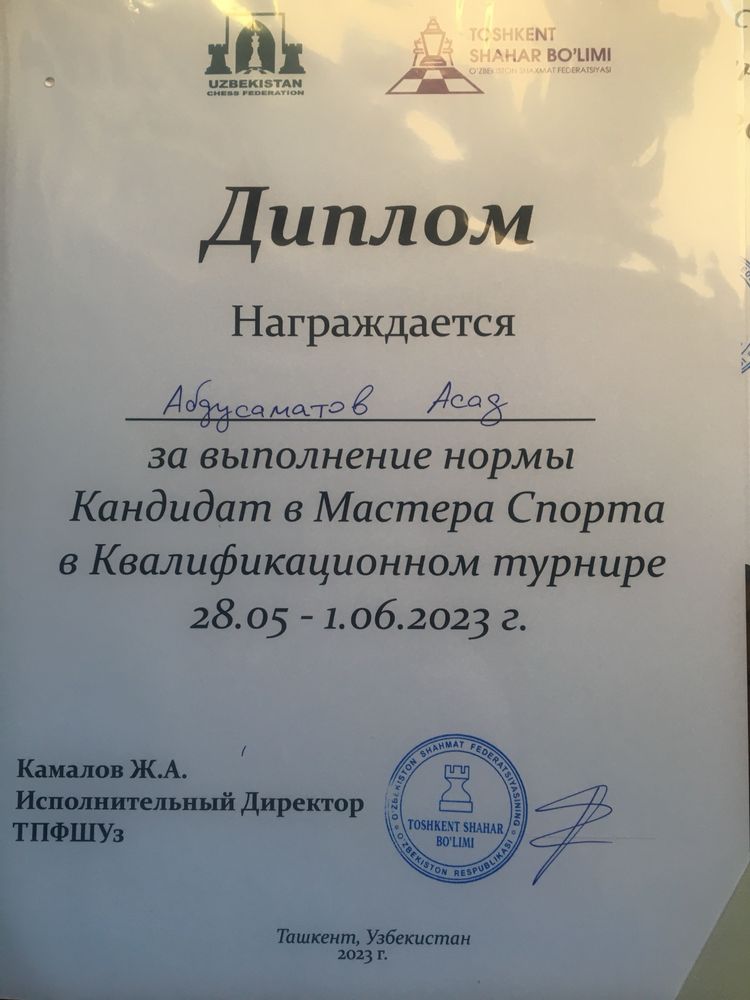 UZBEKISTAN
CHESS FEDERATION
TOSHKENT
SHAHAR BO'LIMI
O'ZBEKISTON SHAXMAT FEDERATSIYASI
Диплом
Награждается
Абдусаматов Асад
за выполнение нормы
Кандидат в Мастера Спорта
в Квалификационном турнире
28.05 - 1.06.2023 г.
Камалов Ж.А.
Исполнительный Директор
ТПФШУз
O'ZBEKISTON SHAHMAT FEDERATSIYASINING
TOSHKENT SHAHAR
BO'LIMI
O'ZBEKISTON RESPUBLIKASI
Ташкент, Узбекистан
2023 г.